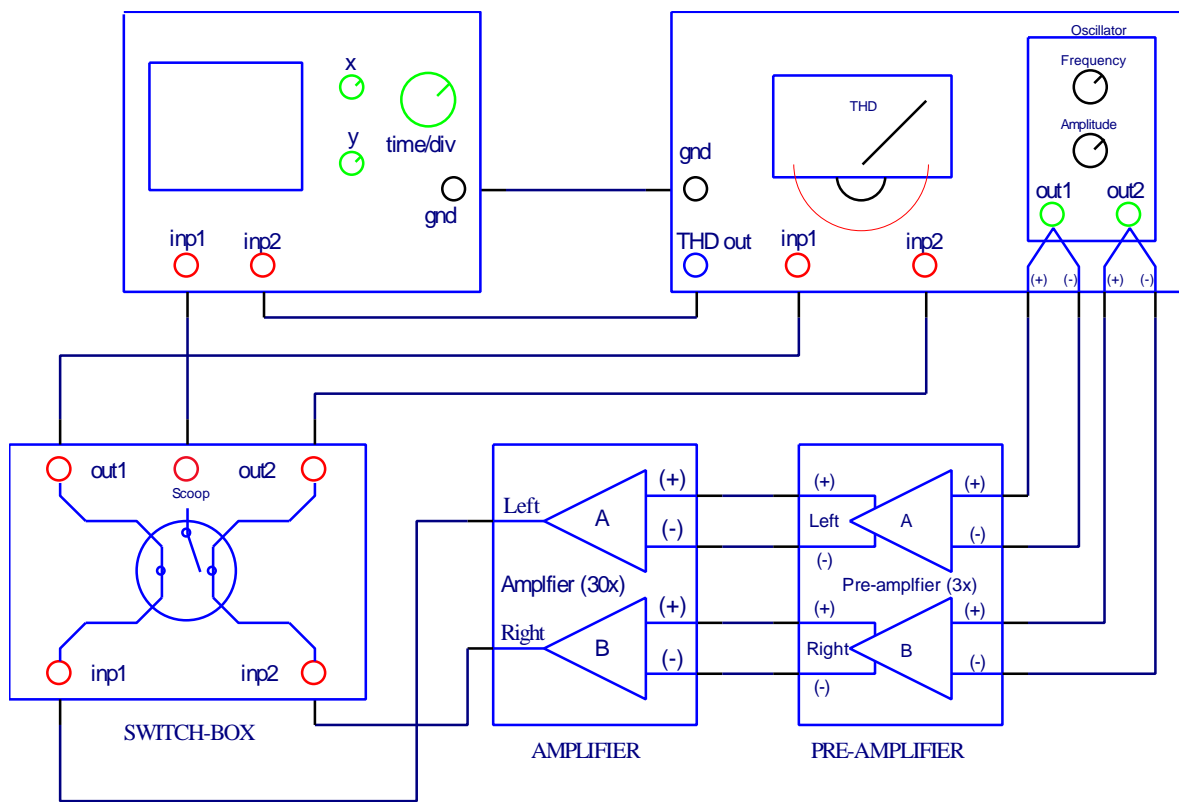 x
y
time/div
gnd
inp1
inp2
Oscillator
Frequency
Amplitude
out1
out2
(+)
(-)
(+)
(-)
THD
gnd
THD out
inp1
inp2
out1
out2
Scoop
inp1
inp2
SWITCH-BOX
Left
A
(+)
(-)
Amplfier (30x)
Right
B
(+)
(-)
AMPLIFIER
(+)
Left
(-)
A
(+)
(-)
Pre-amplfier (3x)
(+)
Right
(-)
B
(+)
(-)
PRE-AMPLIFIER